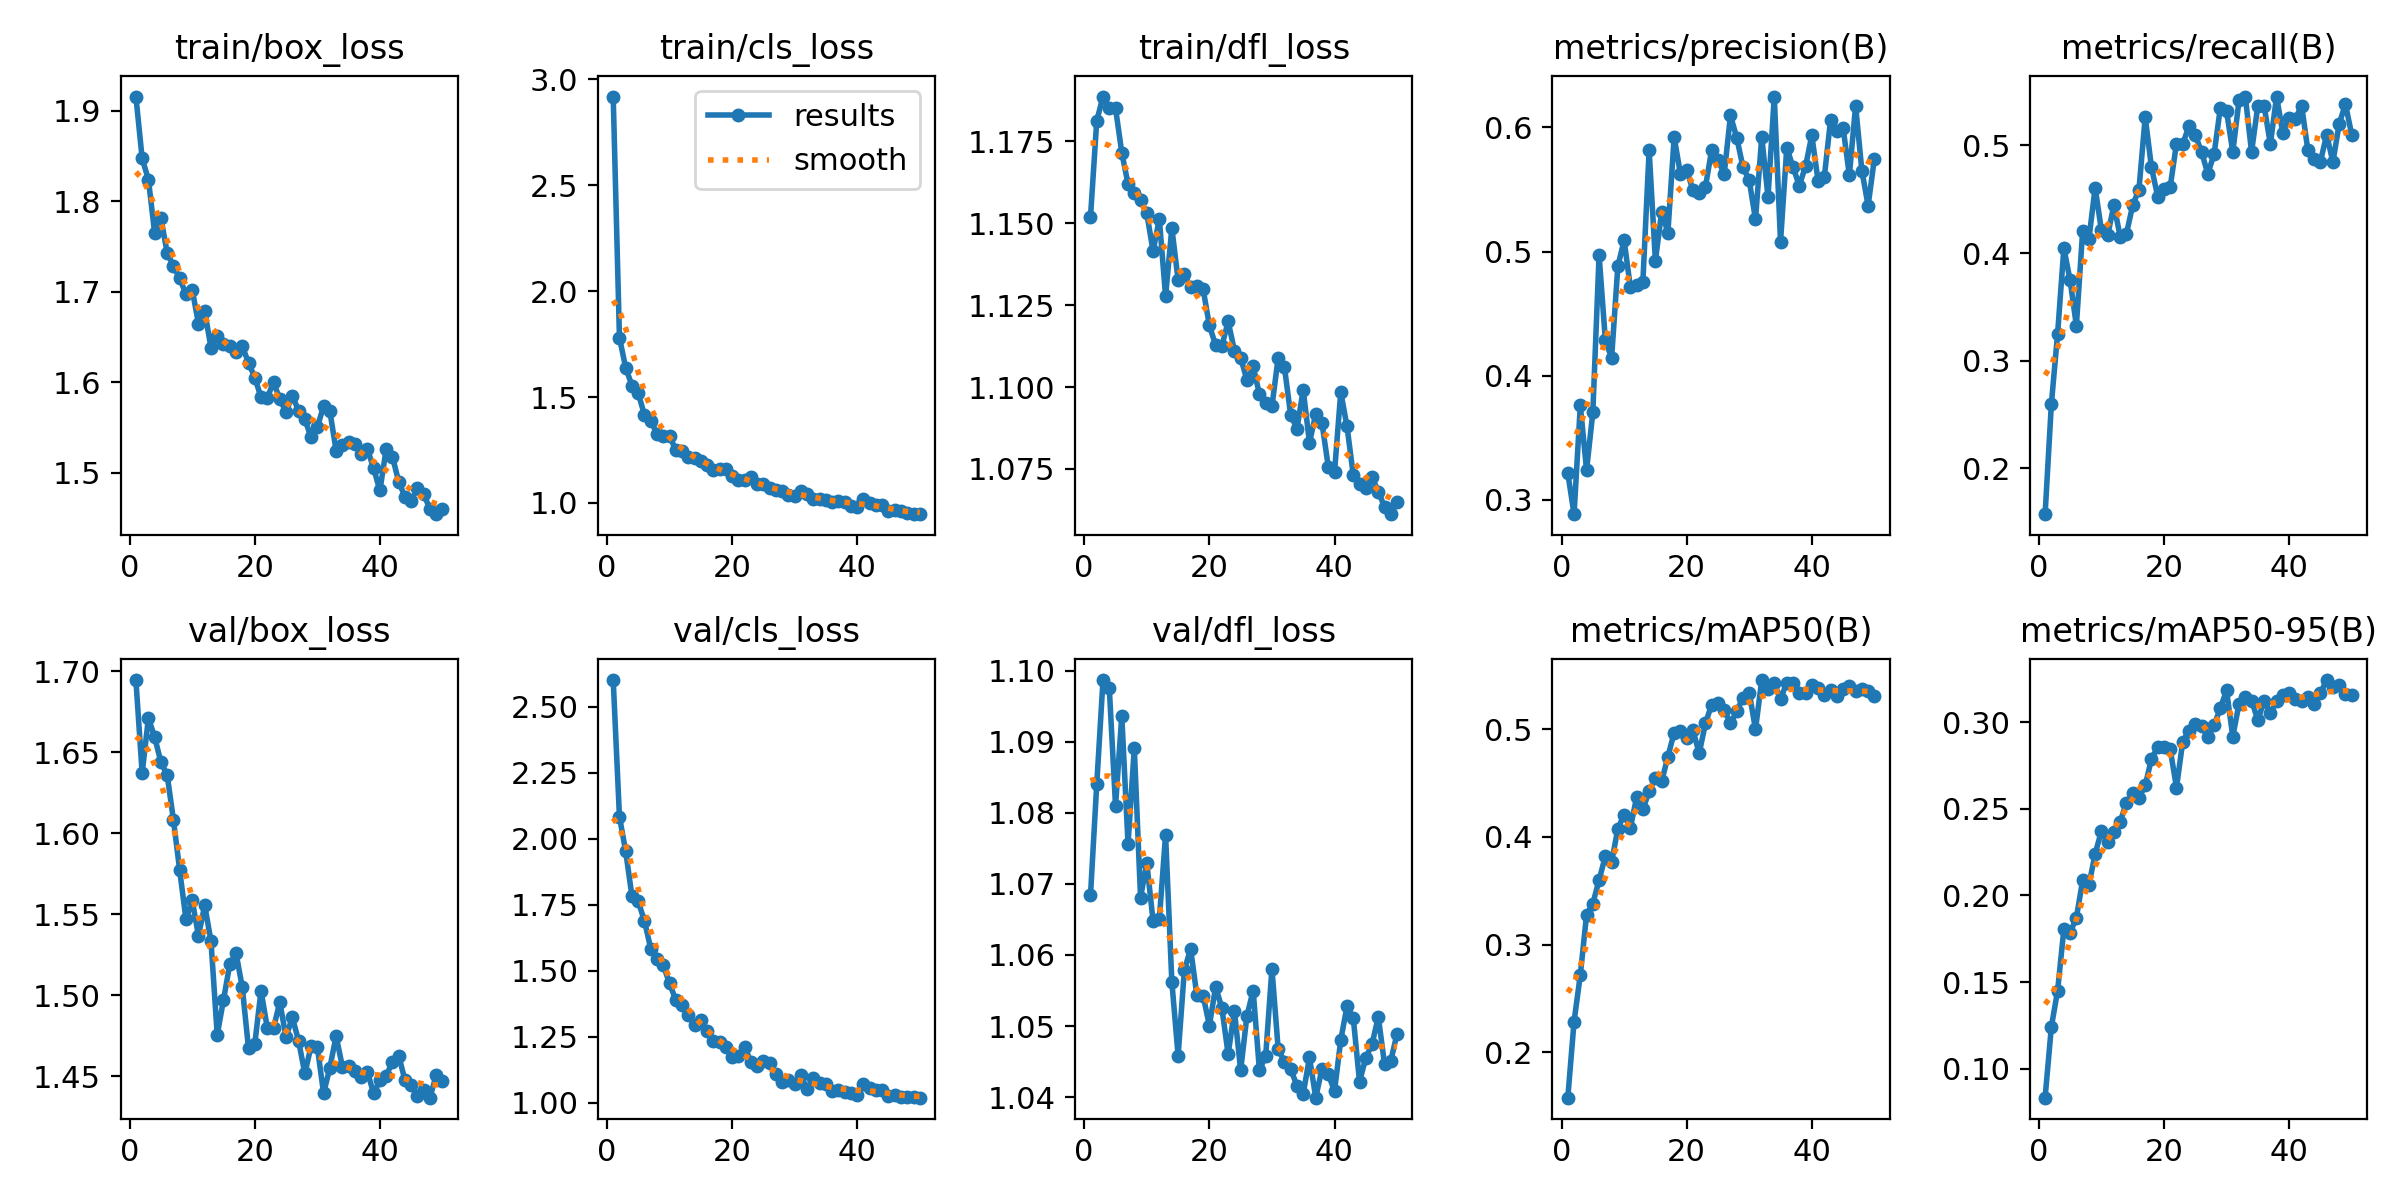 train/box_loss
1.9
1.8
1.7
1.6
1.5
0 20 40
train/cls_loss
3.0
2.5
2.0
1.5
1.0
results
smooth
0 20 40
train/dfl_loss
1.175
1.150
1.125
1.100
1.075
0 20 40
metrics/precision(B)
0.6
0.5
0.4
0.3
0 20 40
metrics/recall(B)
0.5
0.4
0.3
0.2
0 20 40
val/box_loss
1.70
1.65
1.60
1.55
1.50
1.45
0 20 40
val/cls_loss
2.50
2.25
2.00
1.75
1.50
1.25
1.00
0 20 40
val/dfl_loss
1.10
1.09
1.08
1.07
1.06
1.05
1.04
0 20 40
metrics/mAP50(B)
0.5
0.4
0.3
0.2
0 20 40
metrics/mAP50-95(B)
0.30
0.25
0.20
0.15
0.10
0 20 40